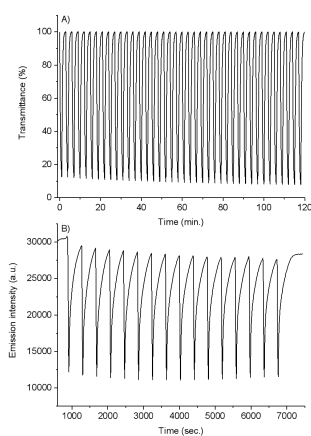 A)
100
80
60
40
20
0
Transmittance (%)
0 20 40 60 80 100 120
Time (min.)
B)
30000
25000
20000
15000
10000
Emission intensity (a.u.)
1000 2000 3000 4000 5000 6000 7000
Time (sec.)